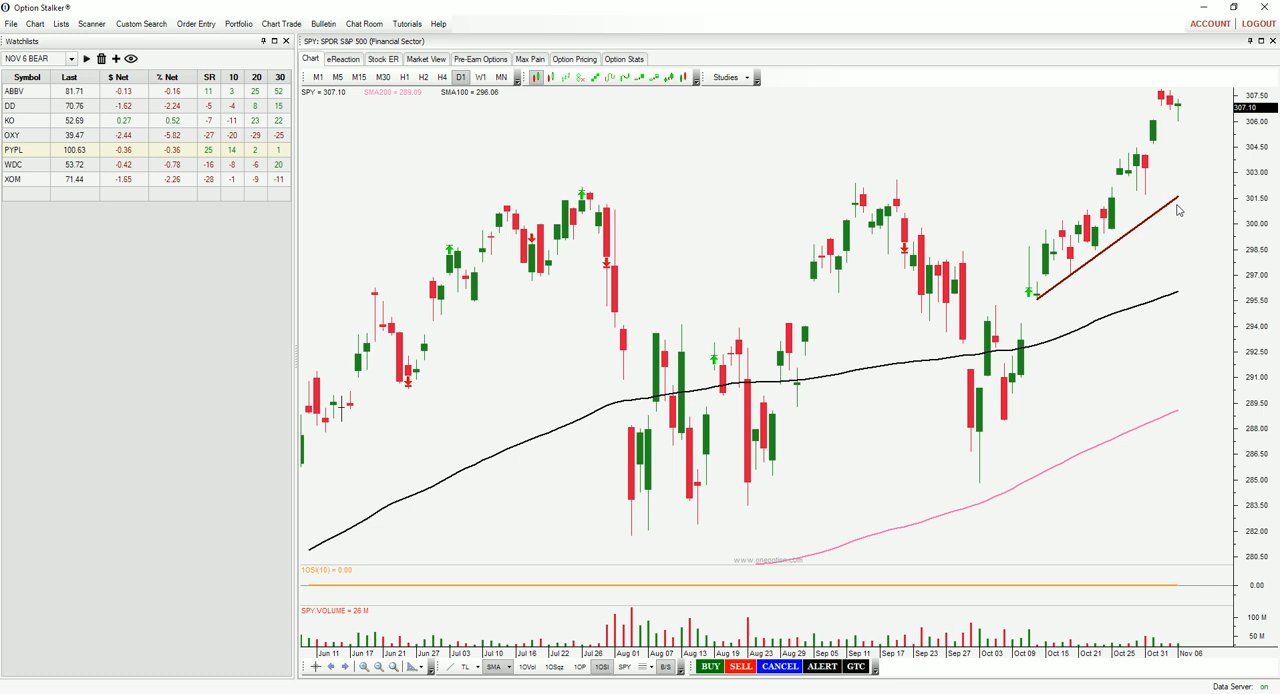 Option Stalker®
File Chart Lists Scanner Custom Search Order Entry Portfolio Chart Trade Bulletin Chat Room Tutorials Help ACCOUNT LOGOUT
Watchlists
NOV 6 BEAR
Symbol Last $ Net % Net SR 10 20 30
ABBV 81.71 -0.13 -0.16 11 3 25 52
DD 70.76 -1.62 -2.24 -5 -4 8 15
KO 52.69 0.27 0.52 -7 -11 23 22
OXY 39.47 -2.44 -5.82 -27 -20 -29 -25
PYPL 100.63 -0.36 -0.36 25 14 2 1
WDC 53.72 -0.42 -0.78 -16 -8 -6 20
XOM 71.44 -1.65 -2.26 -28 -1 -9 -11
SPY: SPDR S&P 500 (Financial Sector)
Chart eReaction Stock ER Market View Pre-Earn Options Max Pain Option Pricing Option Stats
M1 M5 M15 M30 H1 H2 H4 D1 W1 MN Studies
SPY = 307.10 SMA200 = 289.09 SMA100 = 296.06
307.50
307.10
306.00
304.50
303.00
301.50
300.00
298.50
297.00
295.50
294.00
292.50
291.00
289.50
288.00
286.50
285.00
283.50
282.00
280.50
www.oneoption.com
1OSI(10) = 0.00
0.00
SPY.VOLUME = 26 M
100 M
50 M
Jun 11 Jun 17 Jun 21 Jun 27 Jul 03 Jul 10 Jul 16 Jul 22 Jul 26 Aug 01 Aug 07 Aug 13 Aug 19 Aug 23 Aug 29 Sep 05 Sep 11 Sep 17 Sep 23 Sep 27 Oct 03 Oct 09 Oct 15 Oct 21 Oct 25 Oct 31 Nov 06
TL SMA 1OVol 1OSqz 1OP 1OSI SPY B/S BUY SELL CANCEL ALERT GTC
Data Server: on